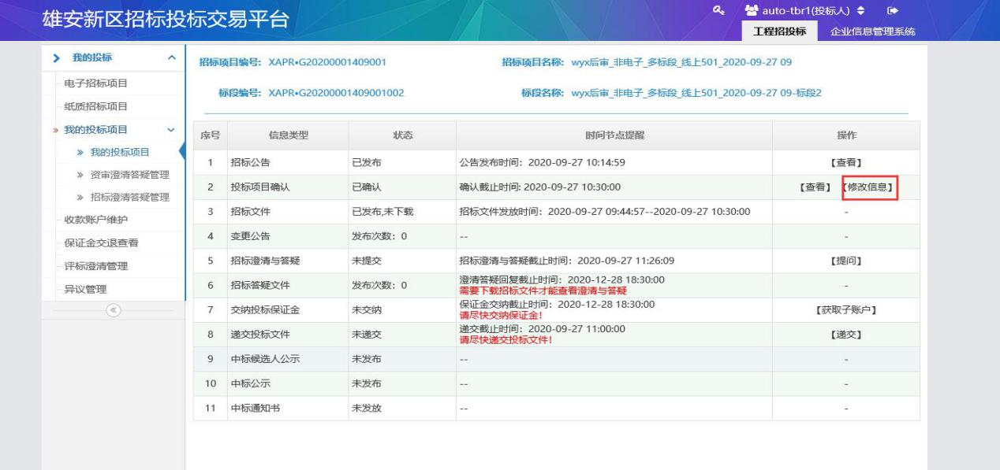 雄安新区招标投标交易平台
auto-tbr1(投标人)
工程招投标 企业信息管理系统
我的投标
电子招标项目
纸质招标项目
我的投标项目
我的投标项目
资审澄清答疑管理
招标澄清答疑管理
收款账户维护
保证金交退查看
评标澄清管理
异议管理
招标项目编号: XAPR•G20200001409001 招标项目名称: wyx后审_非电子_多标段_线上501_2020-09-27 09
标段编号: XAPR•G20200001409001002 标段名称: wyx后审_非电子_多标段_线上501_2020-09-27 09-标段2
序号 信息类型 状态 时间节点提醒 操作
1 招标公告 已发布 公告发布时间：2020-09-27 10:14:59 【查看】
2 投标项目确认 已确认 确认截止时间: 2020-09-27 10:30:00 【查看】 【修改信息】
3 招标文件 已发布,未下载 招标文件发放时间：2020-09-27 09:44:57--2020-09-27 10:30:00 -
4 变更公告 发布次数：0 -- -
5 招标澄清与答疑 未提交 招标澄清与答疑截止时间：2020-09-27 11:26:09 【提问】
6 招标答疑文件 发布次数：0 澄清答疑回复截止时间：2020-12-28 18:30:00 -
需要下载招标文件才能查看澄清与答疑
7 交纳投标保证金 未交纳 保证金交纳截止时间：2020-12-28 18:30:00 【获取子账户】
请尽快交纳保证金!
8 递交投标文件 未递交 递交截止时间：2020-09-27 11:00:00 【递交】
请尽快递交投标文件!
9 中标候选人公示 未发布 -- -
10 中标公示 未发布 -- -
11 中标通知书 未发放 -- -